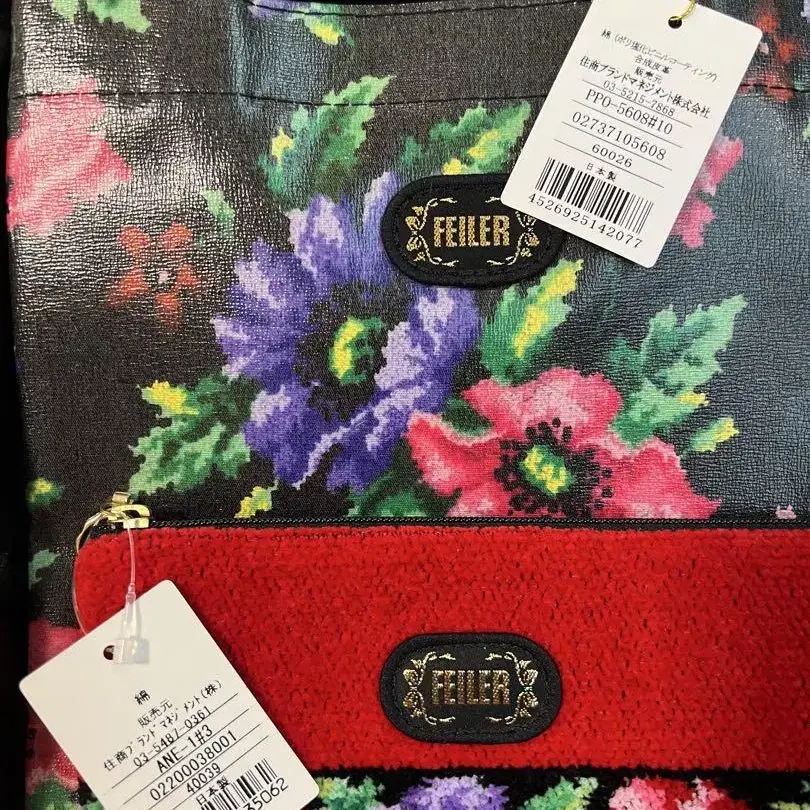 綿 (ポリ塩化ビニルコーティング)
合成皮革
販売元
住商ブランドマネジメント株式会社
03-5215-7868
PPO-5608#10
02737105608
60026
日本製
4526925142077
FEILER
FEILER
綿
販売元
住商ブランドマネジメント(株)
03-5487-0361
ANE-1#3
02200038001
40039
日本製
35062